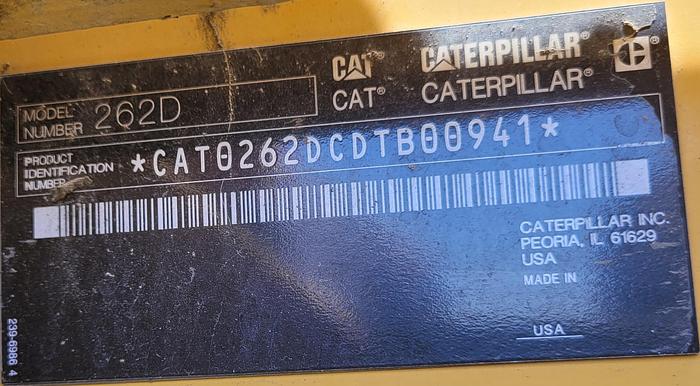 CAT CATERPILLAR®
CAT® CATERPILLAR®
MODEL NUMBER 262D
PRODUCT IDENTIFICATION NUMBER *CAT0262DCDTB00941*
CATERPILLAR INC.
PEORIA, IL 61629
USA
MADE IN
USA
239-6966 4